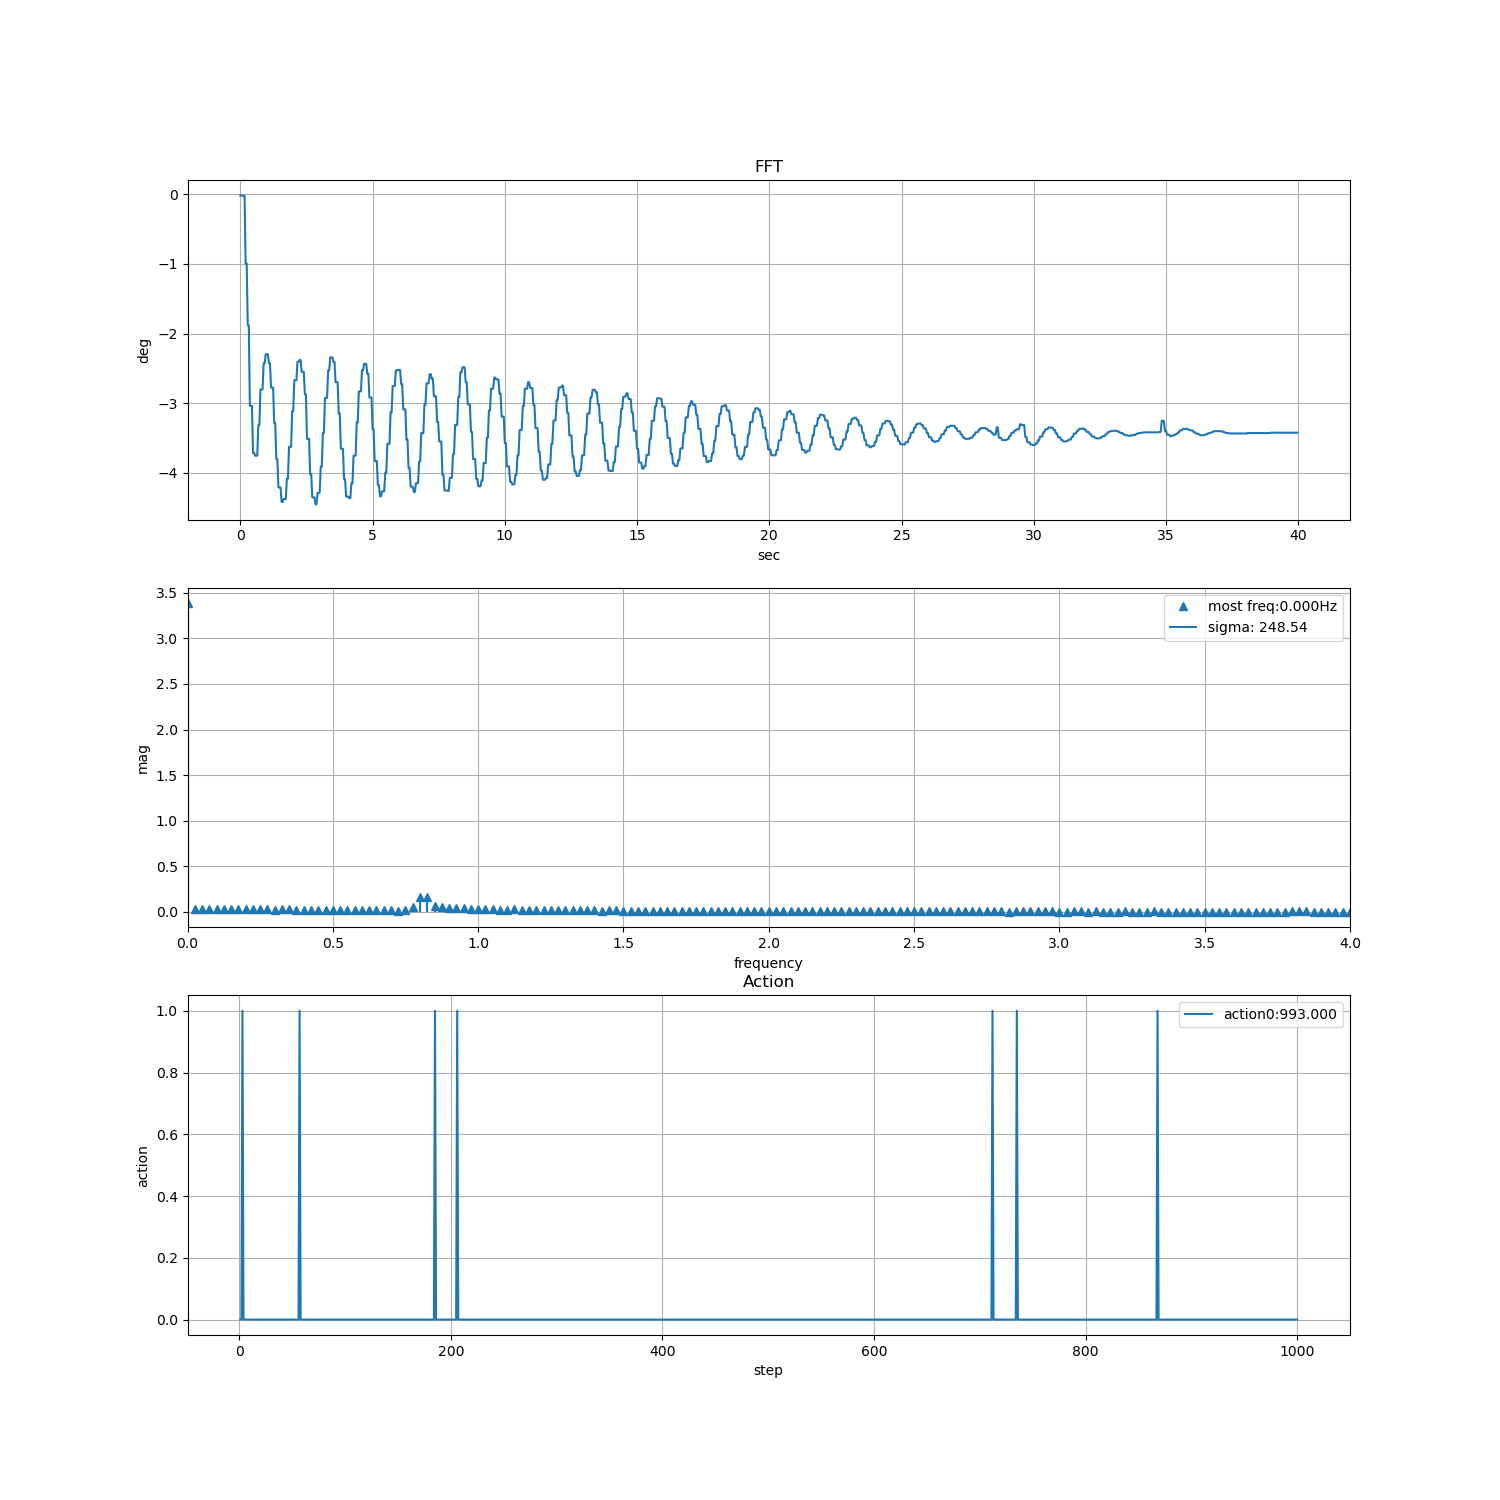 FFT
0
−1
−2
−3
−4
deg
0 5 10 15 20 25 30 35 40
sec
3.5
3.0
2.5
2.0
1.5
1.0
0.5
0.0
mag
most freq:0.000Hz
sigma: 248.54
0.0 0.5 1.0 1.5 2.0 2.5 3.0 3.5 4.0
frequency
Action
1.0
0.8
0.6
0.4
0.2
0.0
action
action0:993.000
0 200 400 600 800 1000
step